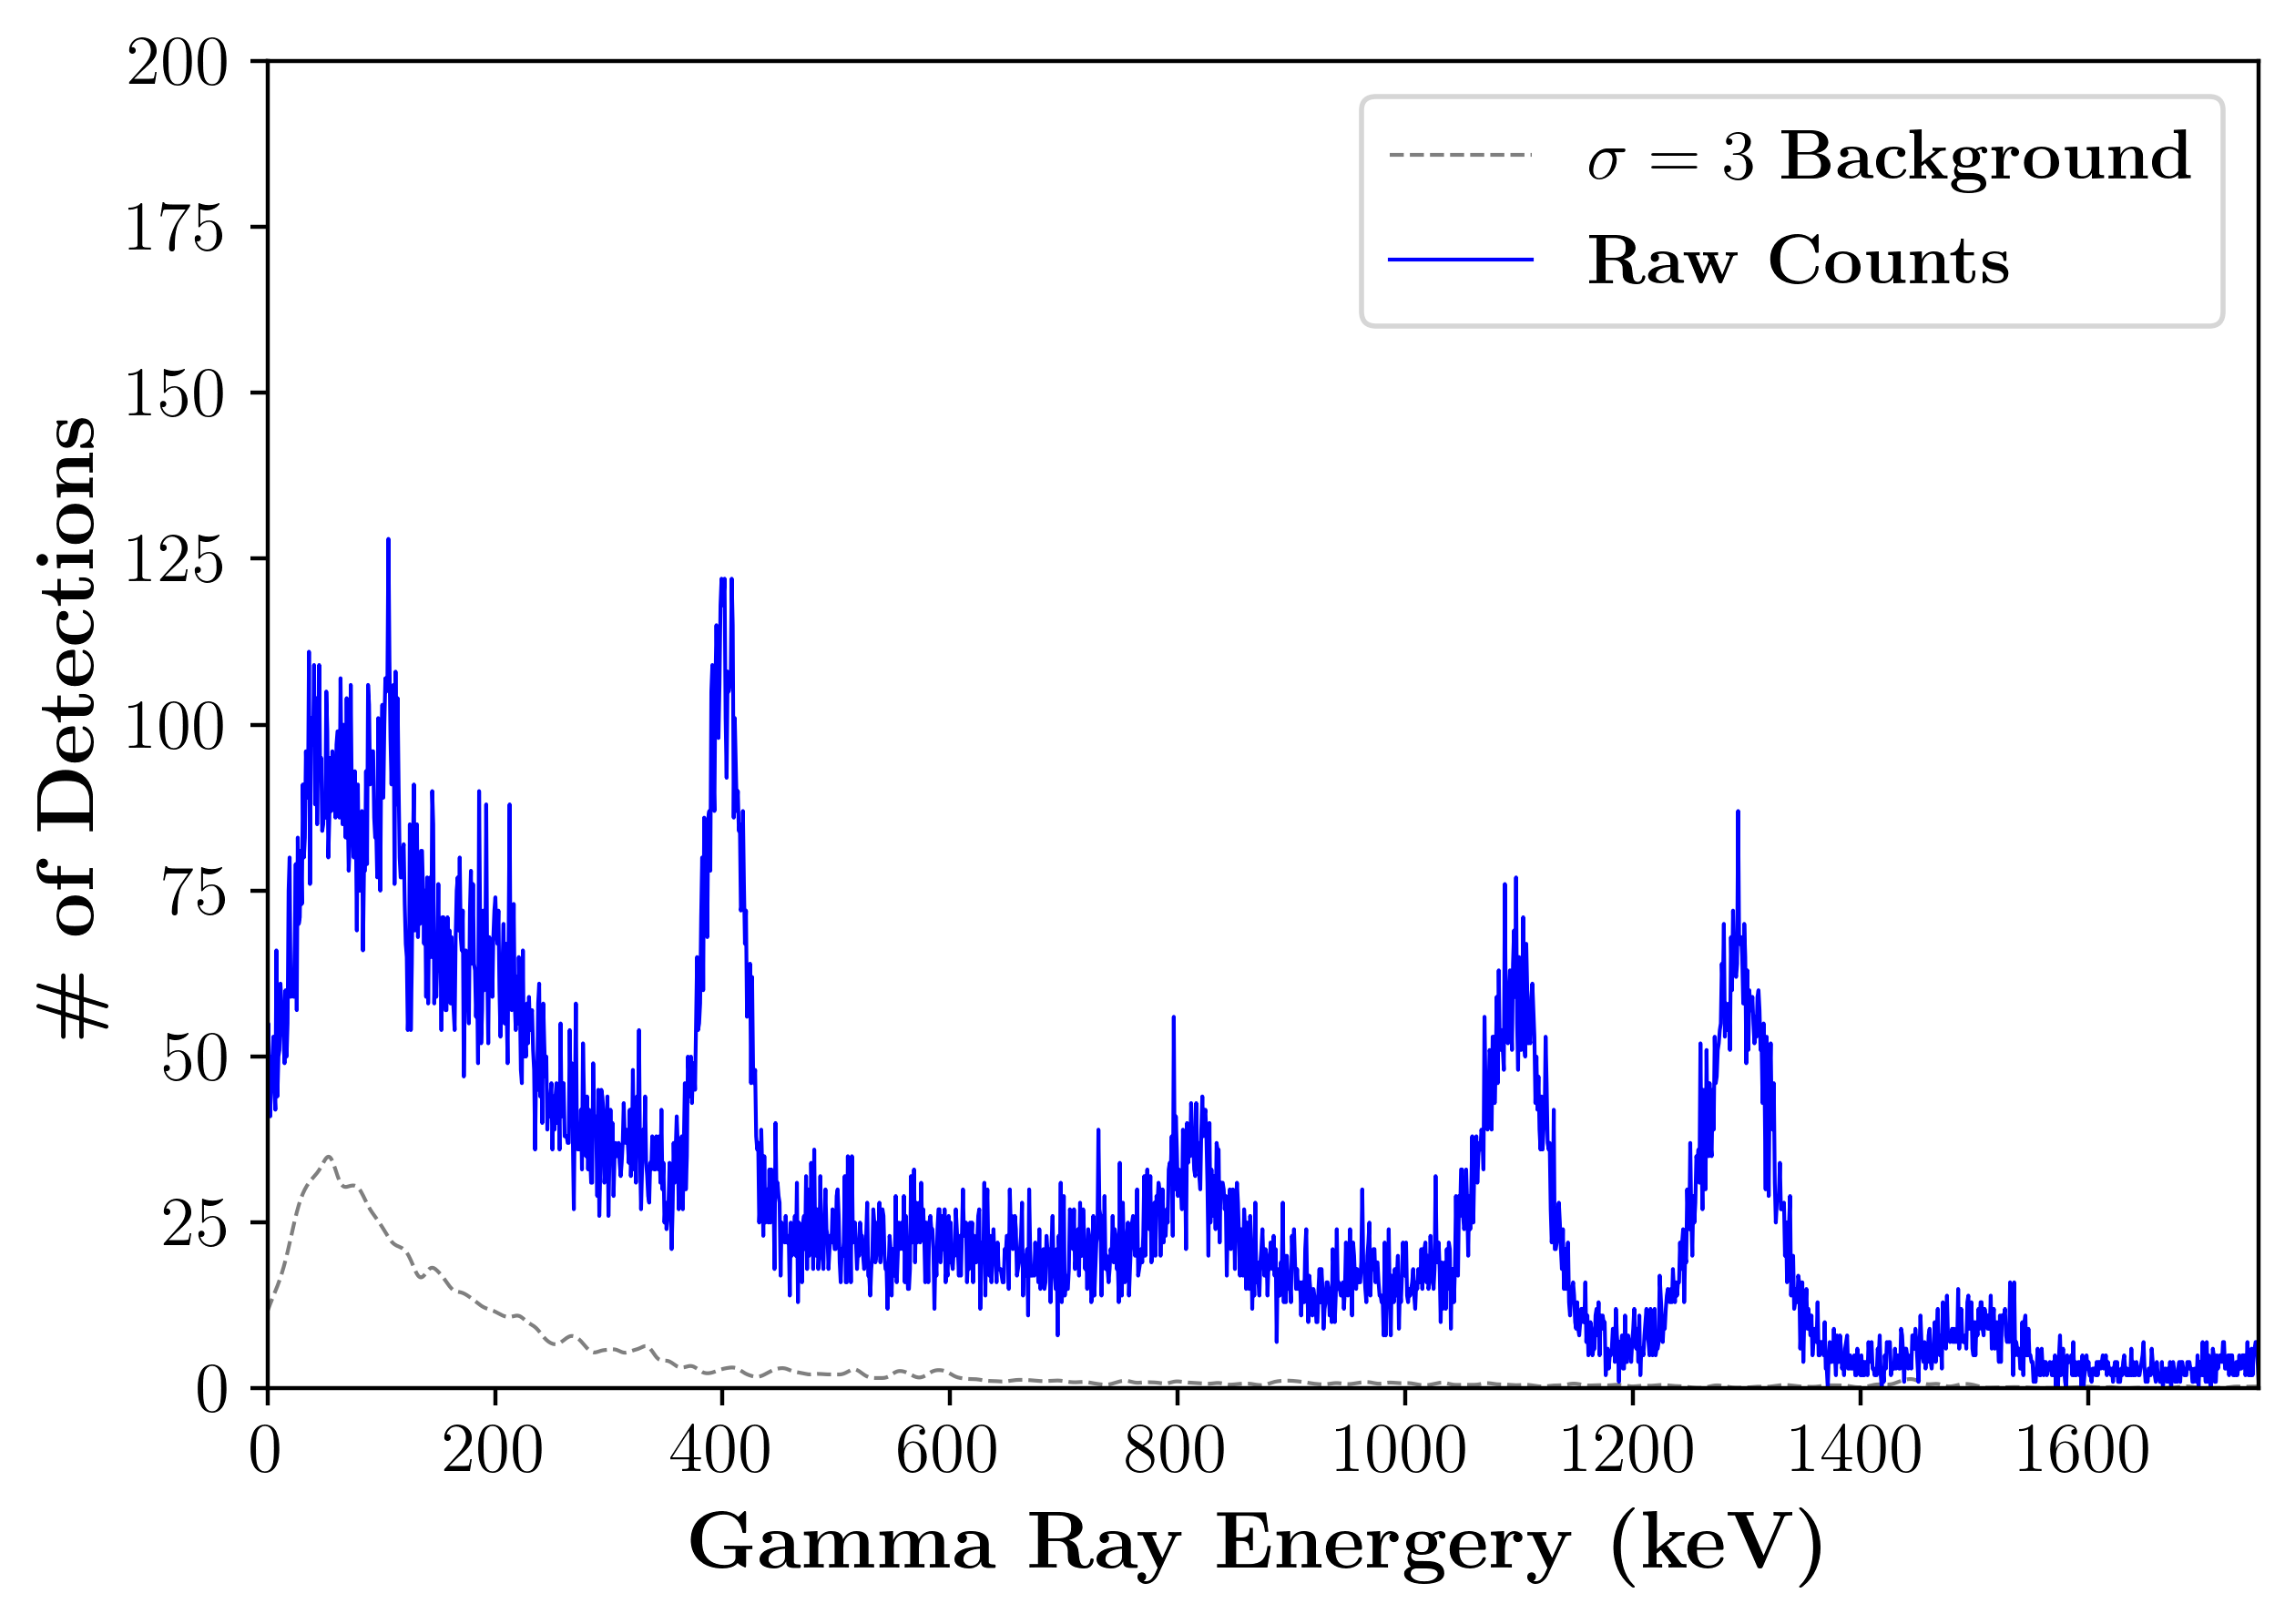 200
175
150
125
100
75
50
25
0
# of Detections
σ = 3 Background
Raw Counts
0 200 400 600 800 1000 1200 1400 1600
Gamma Ray Energery (keV)